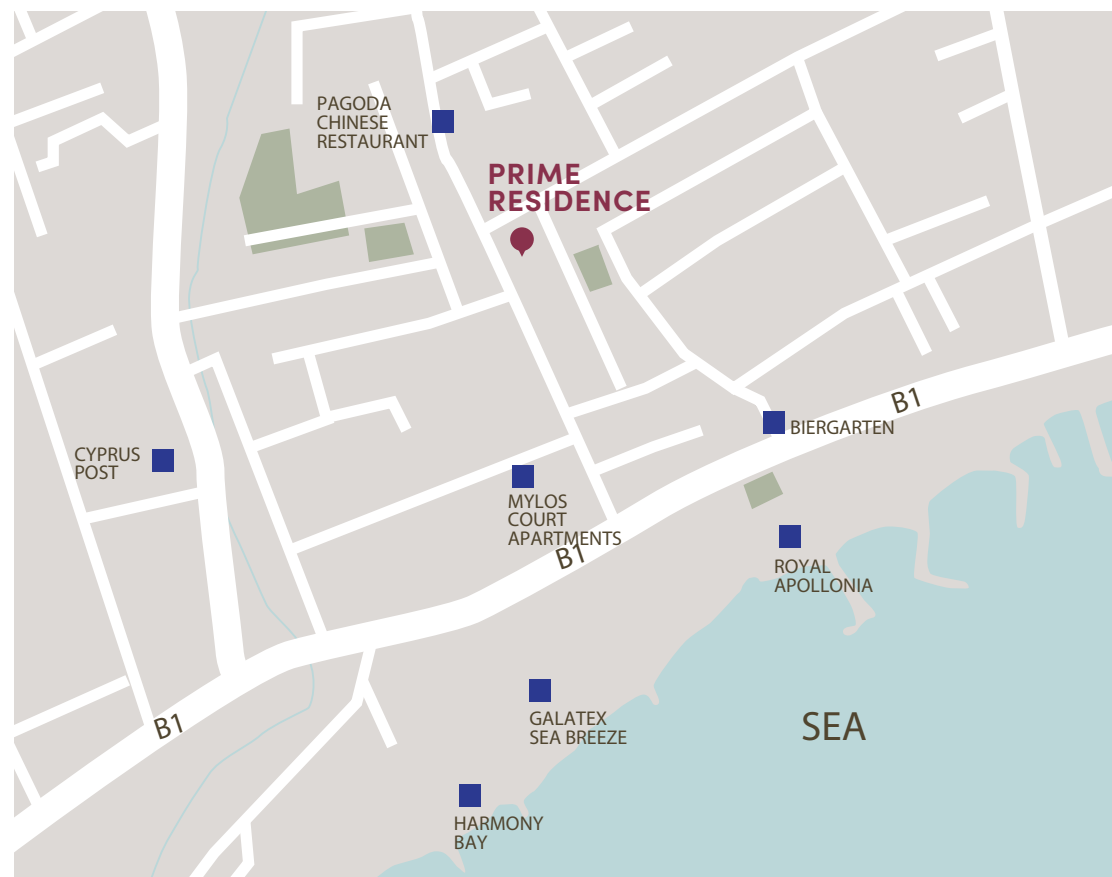 PAGODA
CHINESE
RESTAURANT
PRIME
RESIDENCE
B1
BIERGARTEN
CYPRUS
POST
MYLOS
COURT
APARTMENTS
B1
ROYAL
APOLLONIA
GALATEX
SEA BREEZE
SEA
B1
HARMONY
BAY